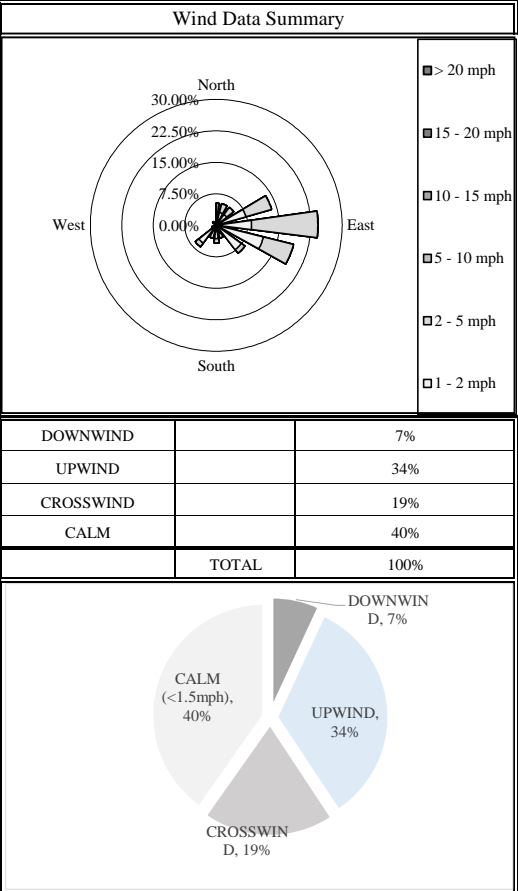 Wind Data Summary
North
30.00%
22.50%
15.00%
7.50%
0.00%
West
East
South
> 20 mph
15 - 20 mph
10 - 15 mph
5 - 10 mph
2 - 5 mph
1 - 2 mph
DOWNWIND 7%
UPWIND 34%
CROSSWIND 19%
CALM 40%
TOTAL 100%
DOWNWIN
D, 7%
CALM
(<1.5mph),
40%
UPWIND,
34%
CROSSWIN
D, 19%